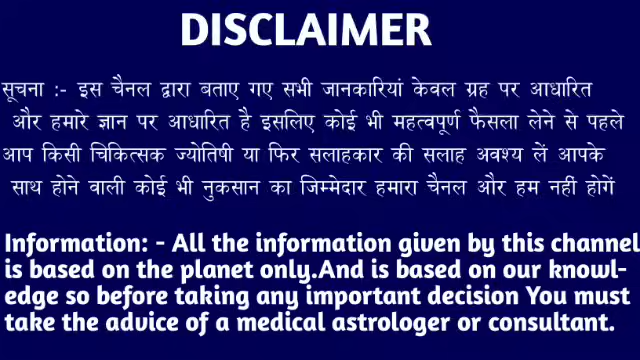 DISCLAIMER
सूचना :- इस चैनल द्वारा बताए गए सभी जानकारियां केवल ग्रह पर आधारित
और हमारे ज्ञान पर आधारित है इसलिए कोई भी महत्वपूर्ण फैसला लेने से पहले
आप किसी चिकित्सक ज्योतिषी या फिर सलाहकार की सलाह अवश्य लें आपके
साथ होने वाली कोई भी नुकसान का जिम्मेदार हमारा चैनल और हम नहीं होगें
Information: - All the information given by this channel
is based on the planet only.And is based on our knowl-
edge so before taking any important decision You must
take the advice of a medical astrologer or consultant.